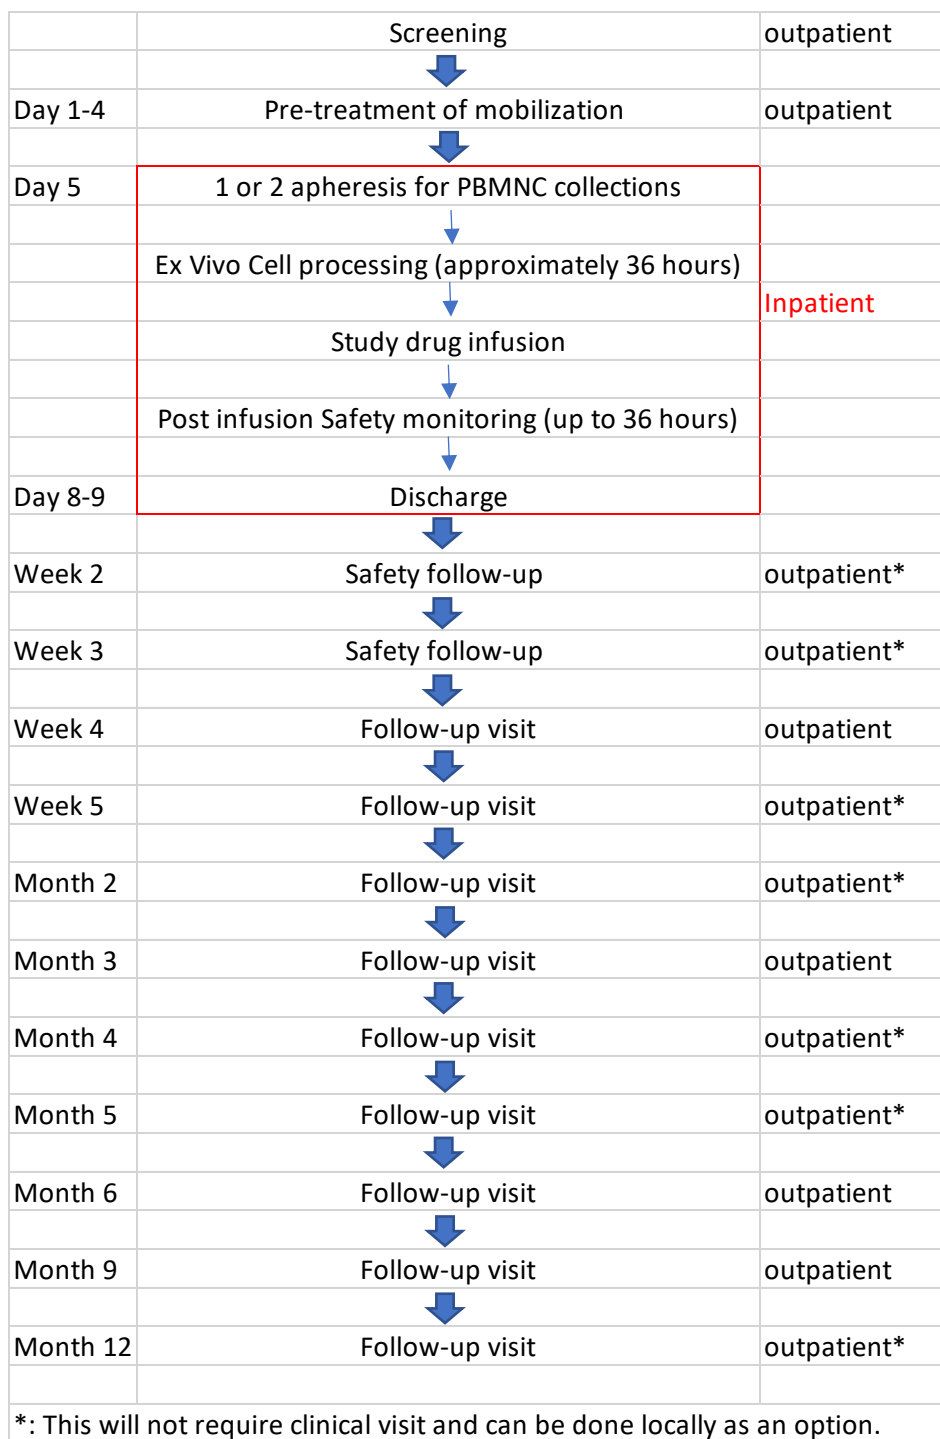 Screening outpatient
Day 1-4 Pre-treatment of mobilization outpatient
Day 5 1 or 2 apheresis for PBMNC collections
Ex Vivo Cell processing (approximately 36 hours)
Inpatient
Study drug infusion
Post infusion Safety monitoring (up to 36 hours)
Day 8-9 Discharge
Week 2 Safety follow-up outpatient*
Week 3 Safety follow-up outpatient*
Week 4 Follow-up visit outpatient
Week 5 Follow-up visit outpatient*
Month 2 Follow-up visit outpatient*
Month 3 Follow-up visit outpatient
Month 4 Follow-up visit outpatient*
Month 5 Follow-up visit outpatient*
Month 6 Follow-up visit outpatient
Month 9 Follow-up visit outpatient
Month 12 Follow-up visit outpatient*
*: This will not require clinical visit and can be done locally as an option.